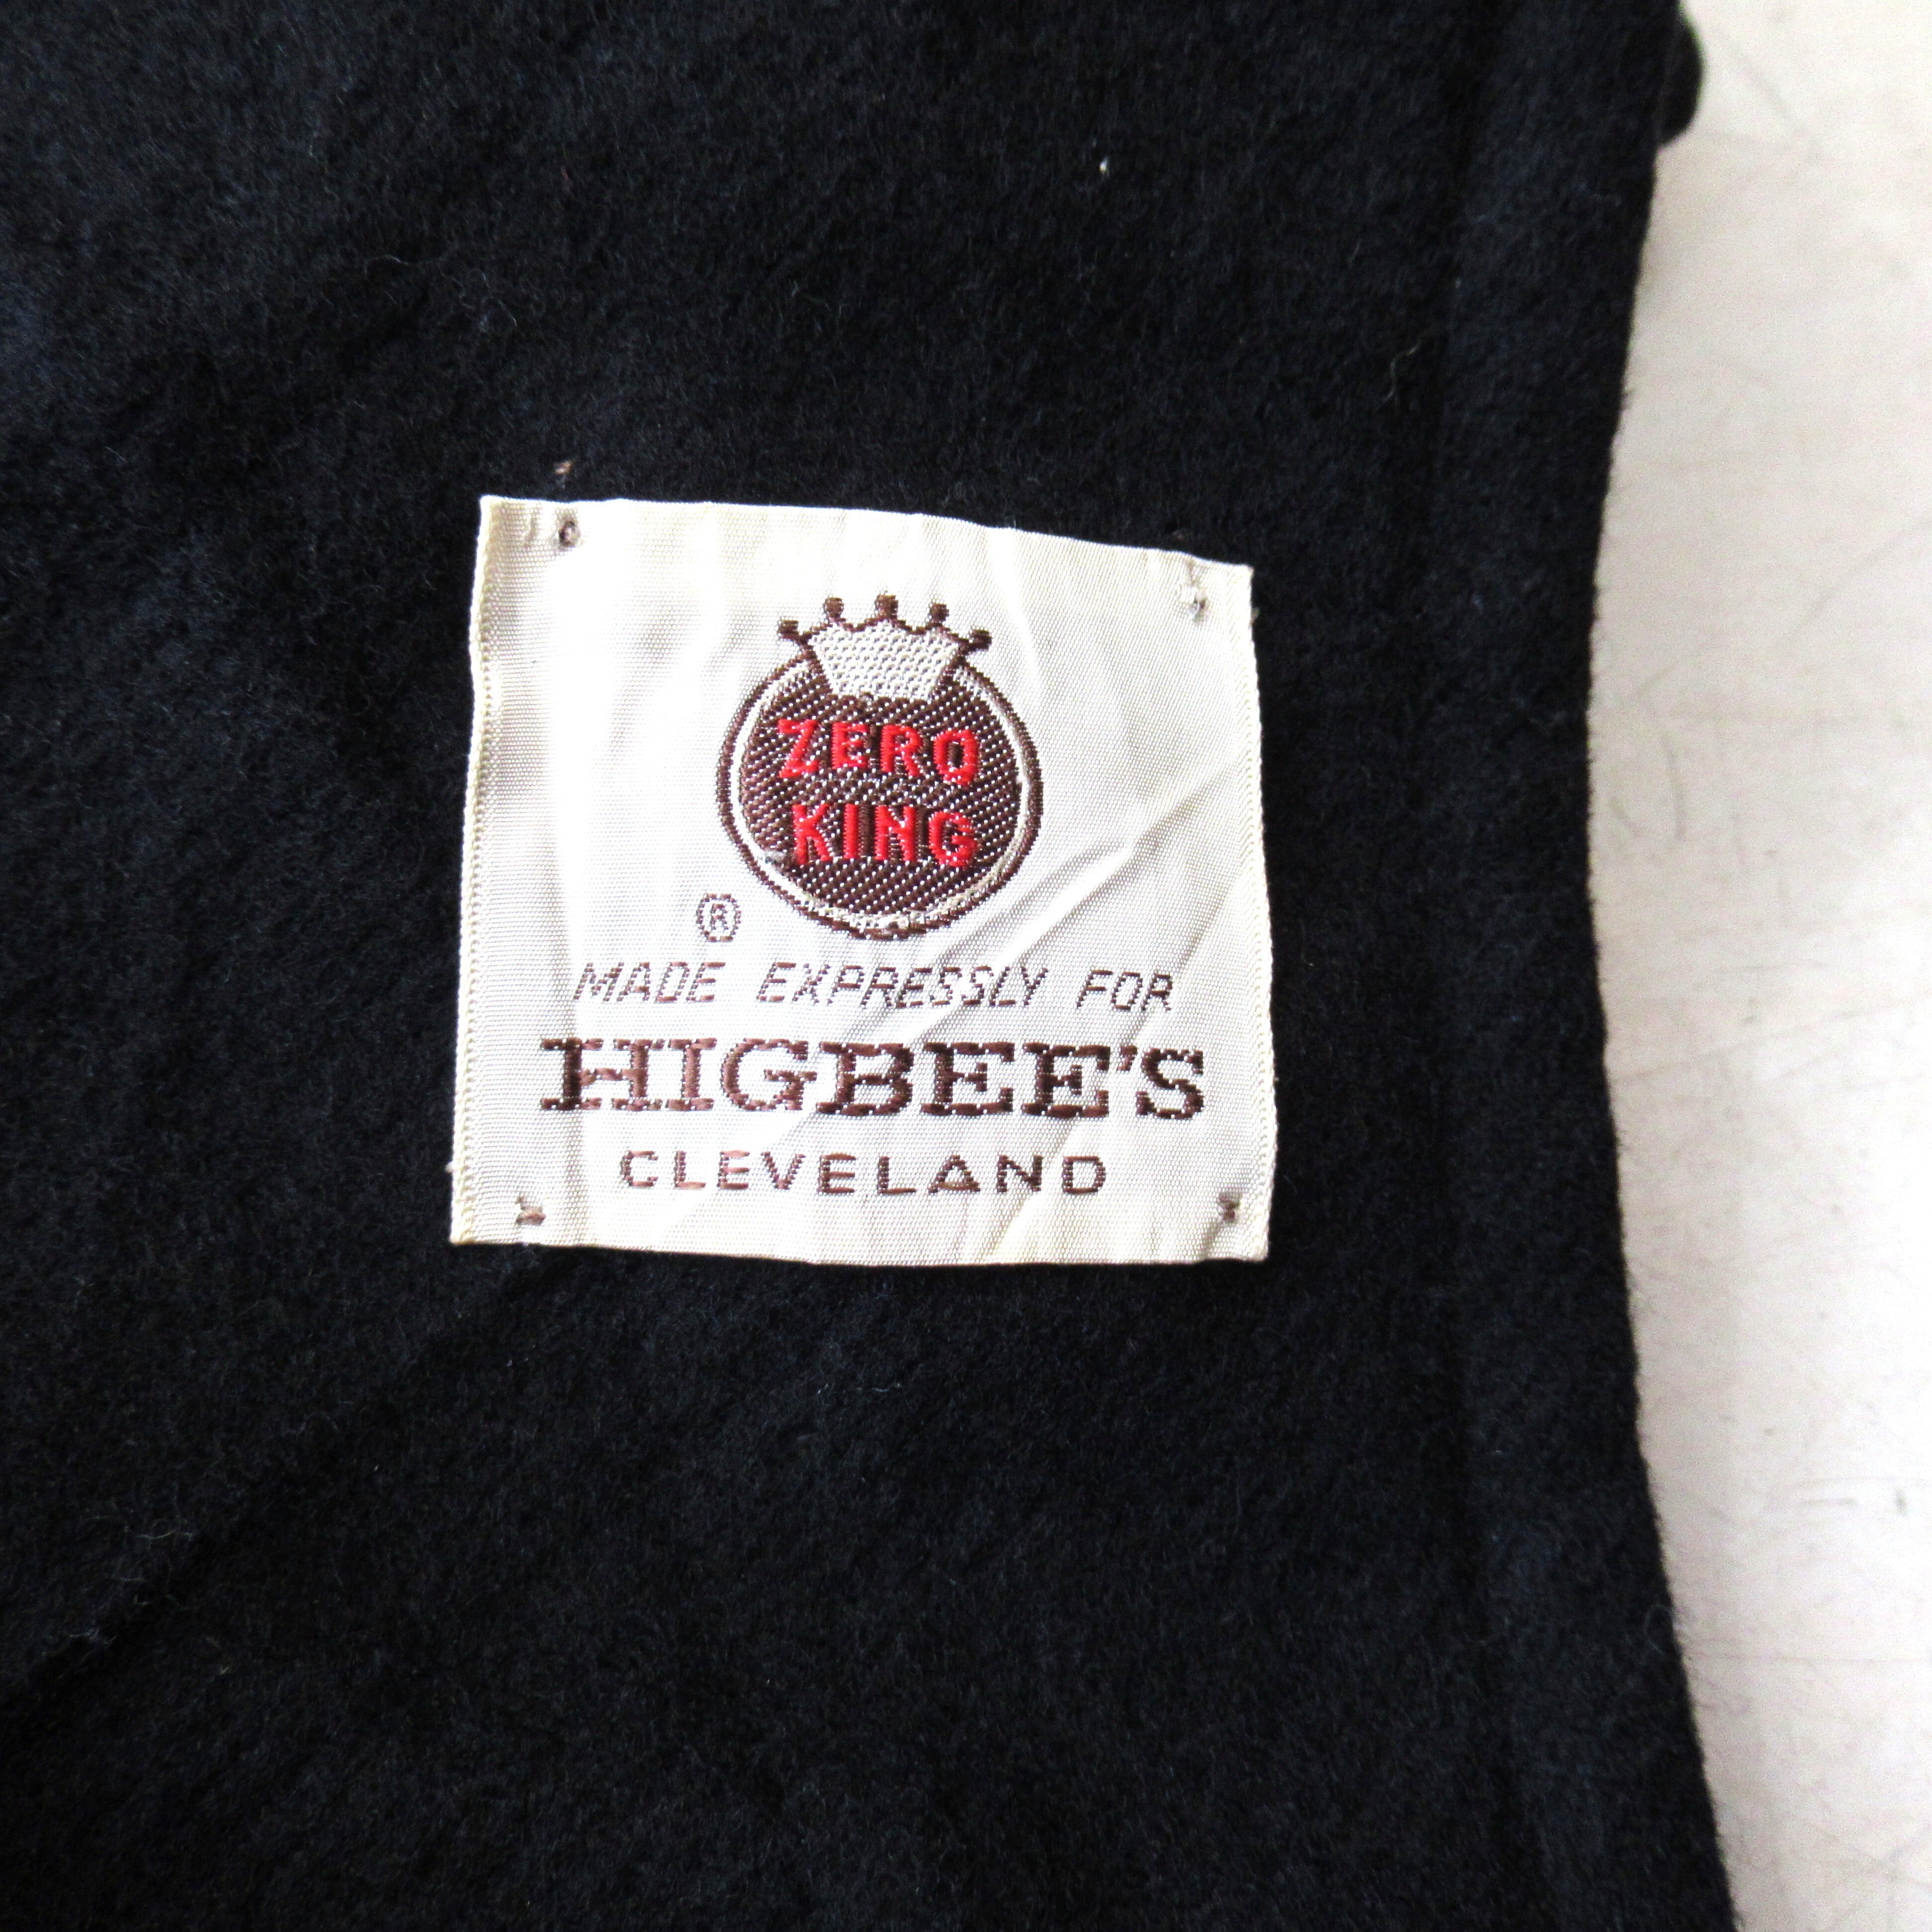 ZERO
KING
®
MADE EXPRESSLY FOR
HIGBEE'S
CLEVELAND